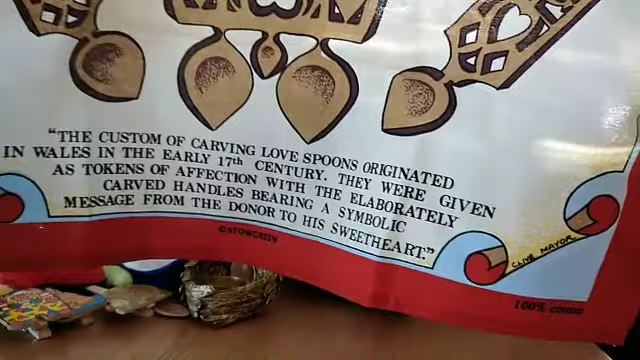 “THE CUSTOM OF CARVING LOVE SPOONS ORIGINATED
IN WALES IN THE EARLY 17th CENTURY. THEY WERE GIVEN
AS TOKENS OF AFFECTION WITH THE ELABORATELY
CARVED HANDLES BEARING A SYMBOLIC
MESSAGE FROM THE DONOR TO HIS SWEETHEART.”
©STOWGREEN
CLIVE MAYOR
100%